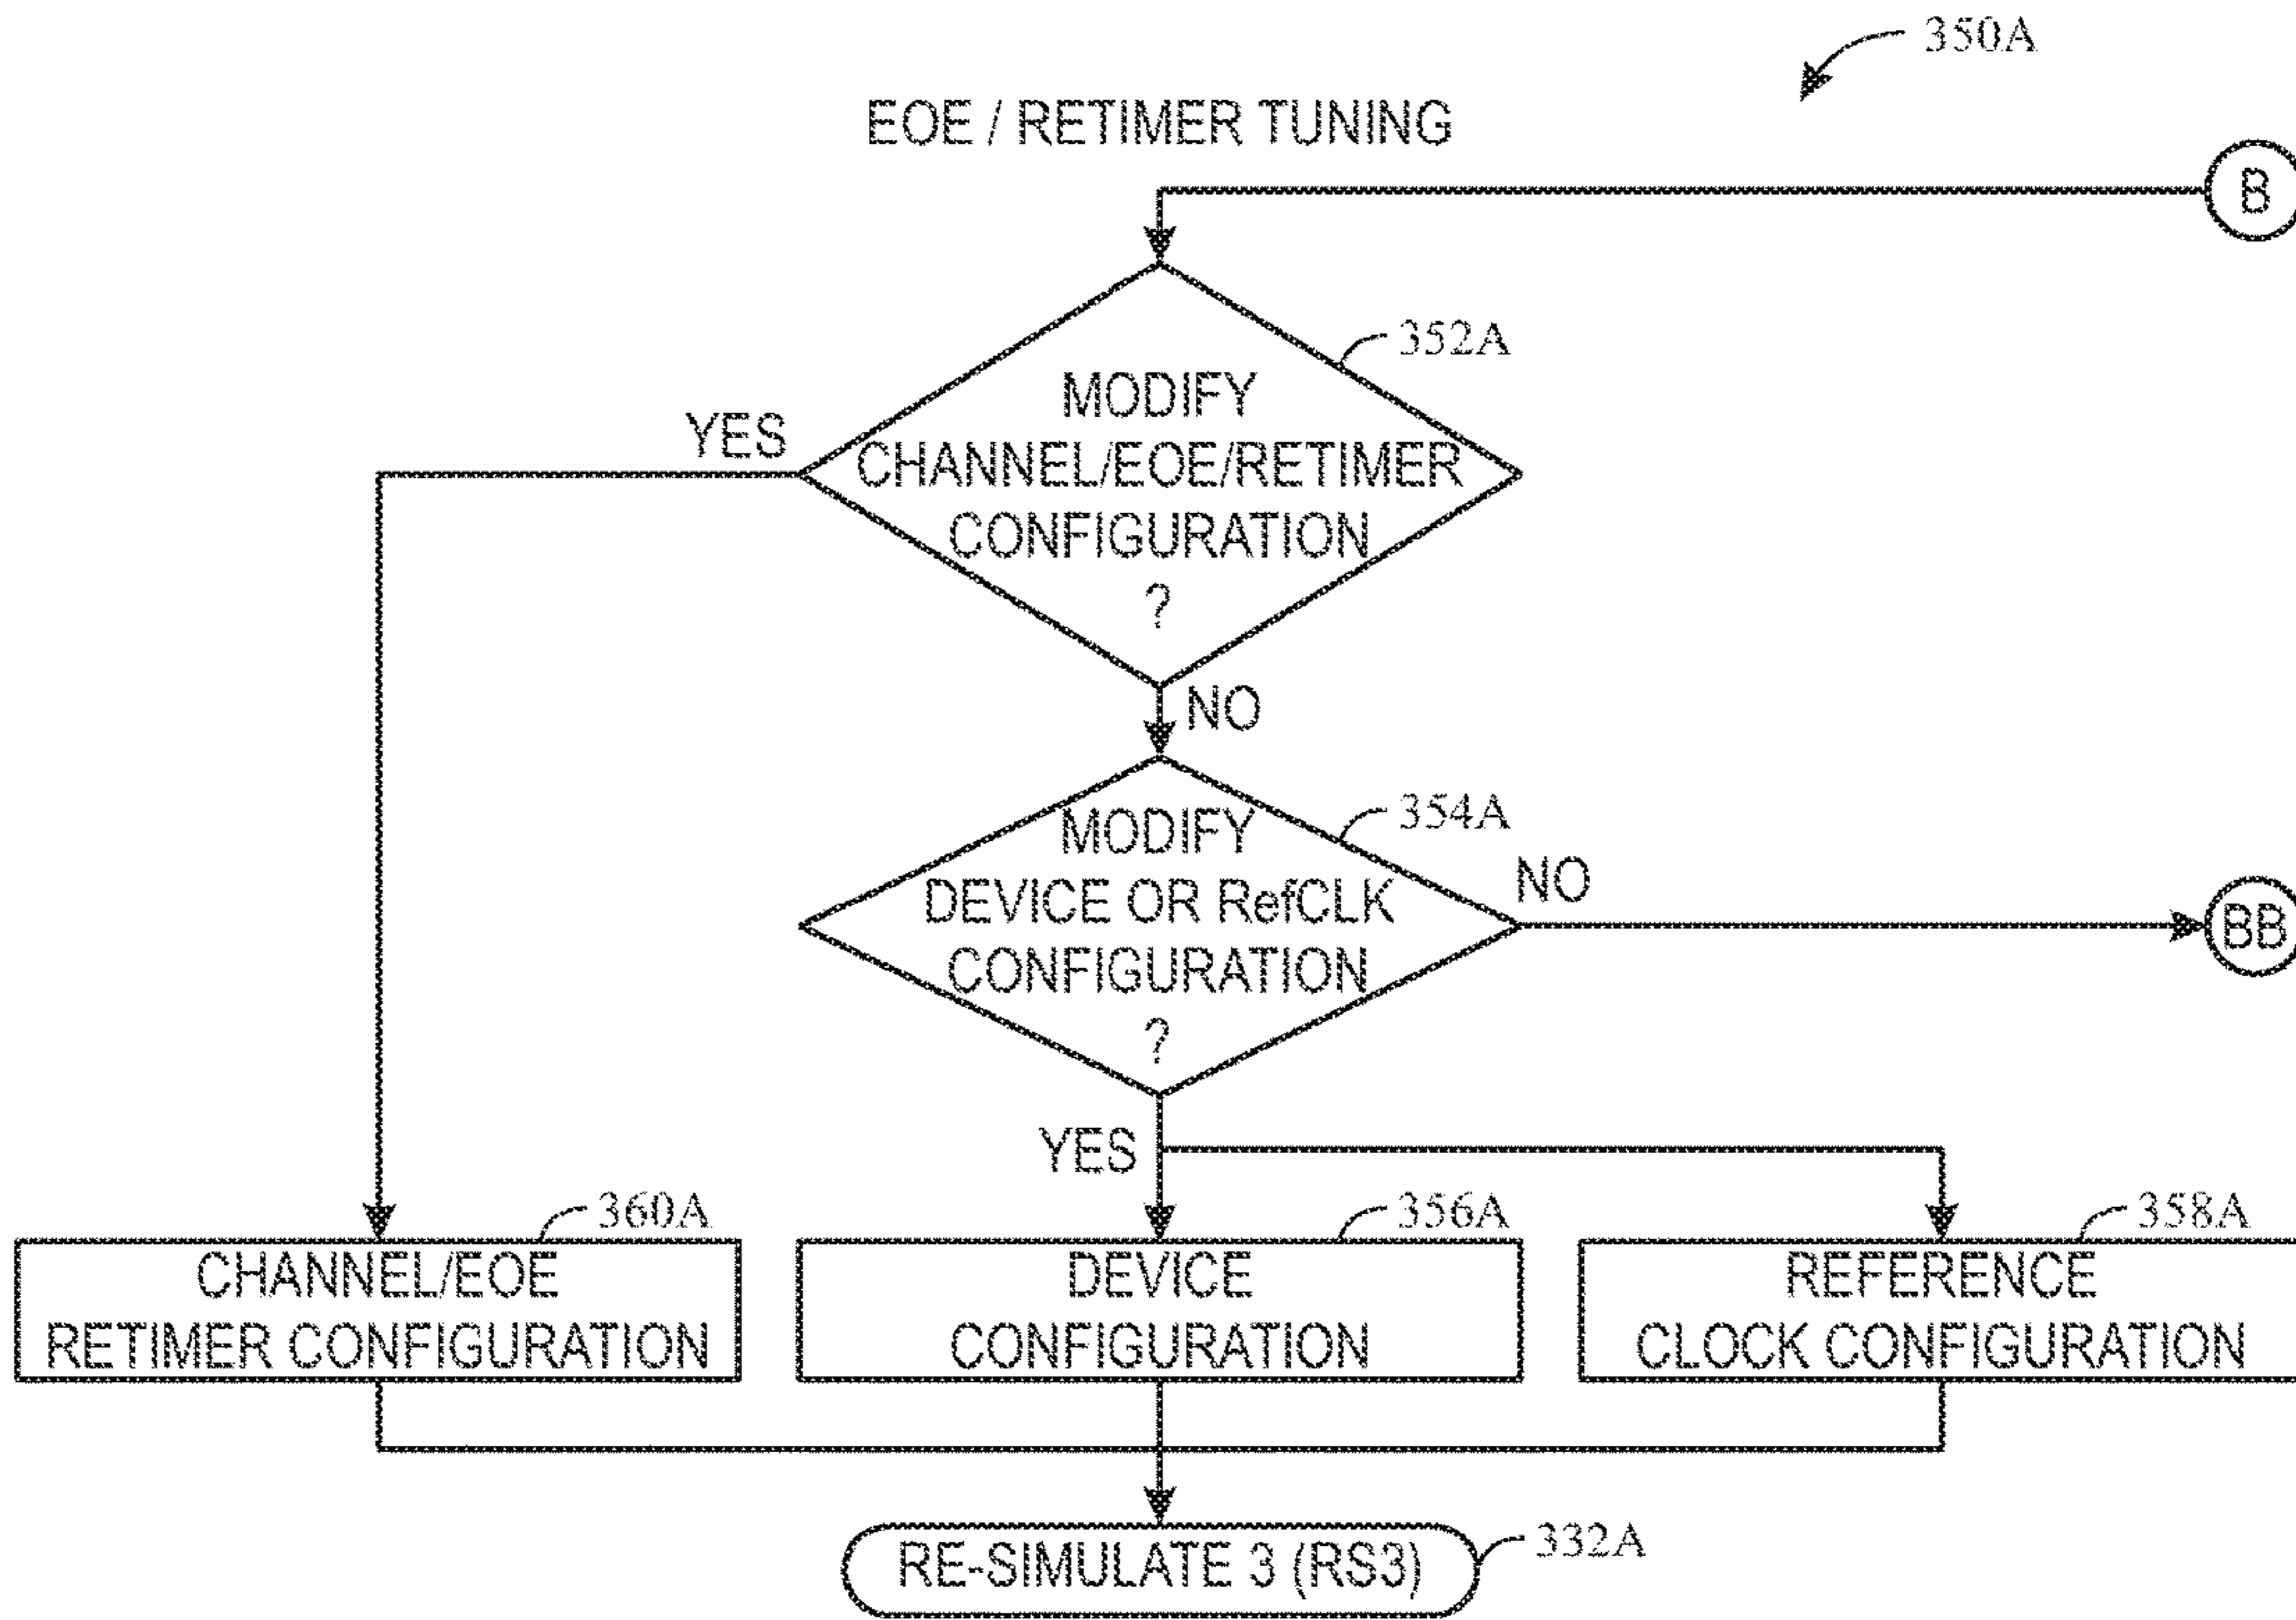 350A
EOE / RETIMER TUNING
B
352A
MODIFY
CHANNEL/EOE/RETIMER
CONFIGURATION
?
YES
NO
354A
MODIFY
DEVICE OR RefCLK
CONFIGURATION
?
NO
BB
YES
360A
CHANNEL/EOE
RETIMER CONFIGURATION
356A
DEVICE
CONFIGURATION
358A
REFERENCE
CLOCK CONFIGURATION
RE-SIMULATE 3 (RS3)
332A